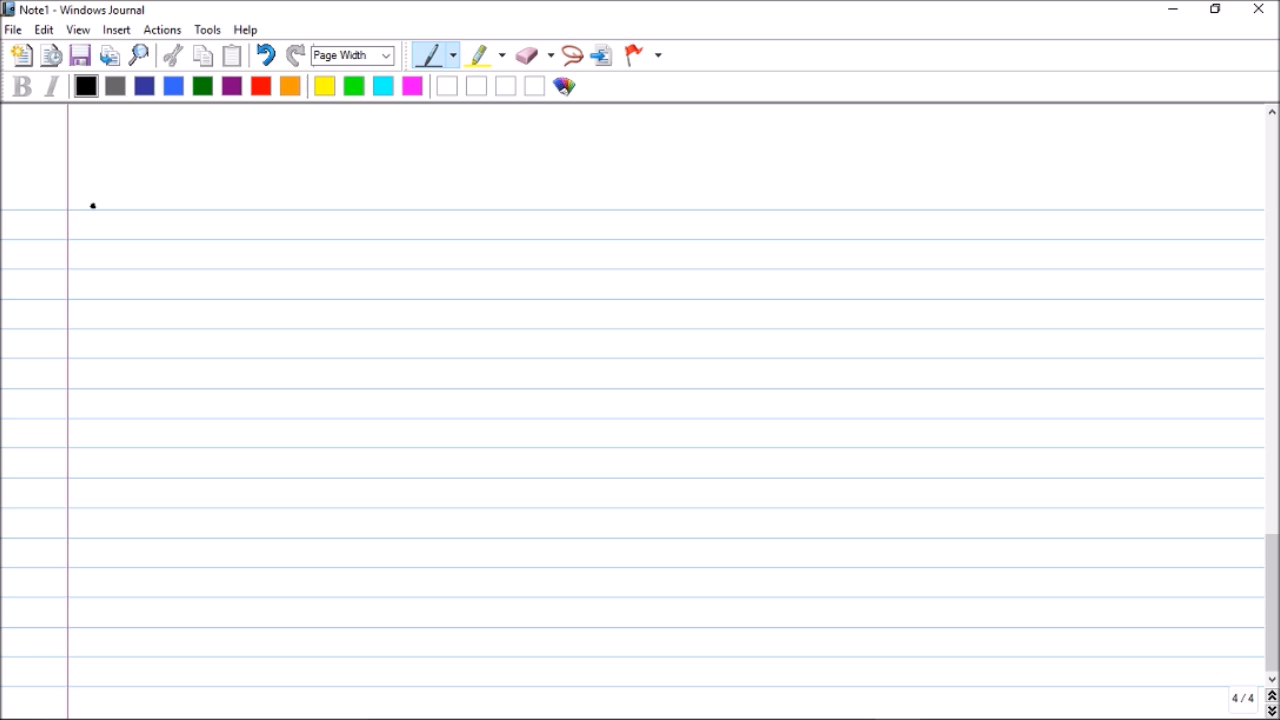 Note1 - Windows Journal
File Edit View Insert Actions Tools Help
Page Width
B I
4 / 4